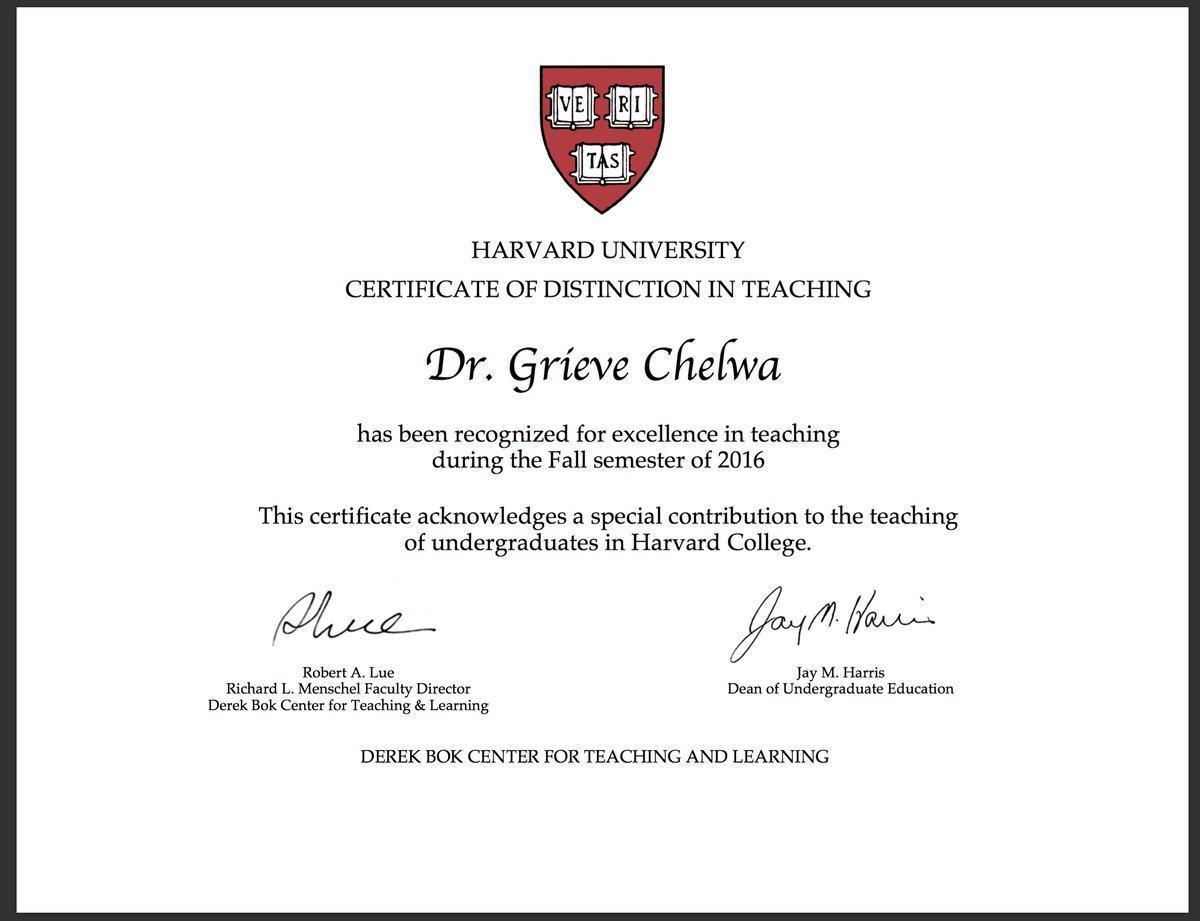 VE RI
TAS
HARVARD UNIVERSITY
CERTIFICATE OF DISTINCTION IN TEACHING
Dr. Grieve Chelwa
has been recognized for excellence in teaching
during the Fall semester of 2016
This certificate acknowledges a special contribution to the teaching
of undergraduates in Harvard College.
Jay M. Harris
Robert A. Lue
Richard L. Menschel Faculty Director
Derek Bok Center for Teaching & Learning
Jay M. Harris
Dean of Undergraduate Education
DEREK BOK CENTER FOR TEACHING AND LEARNING